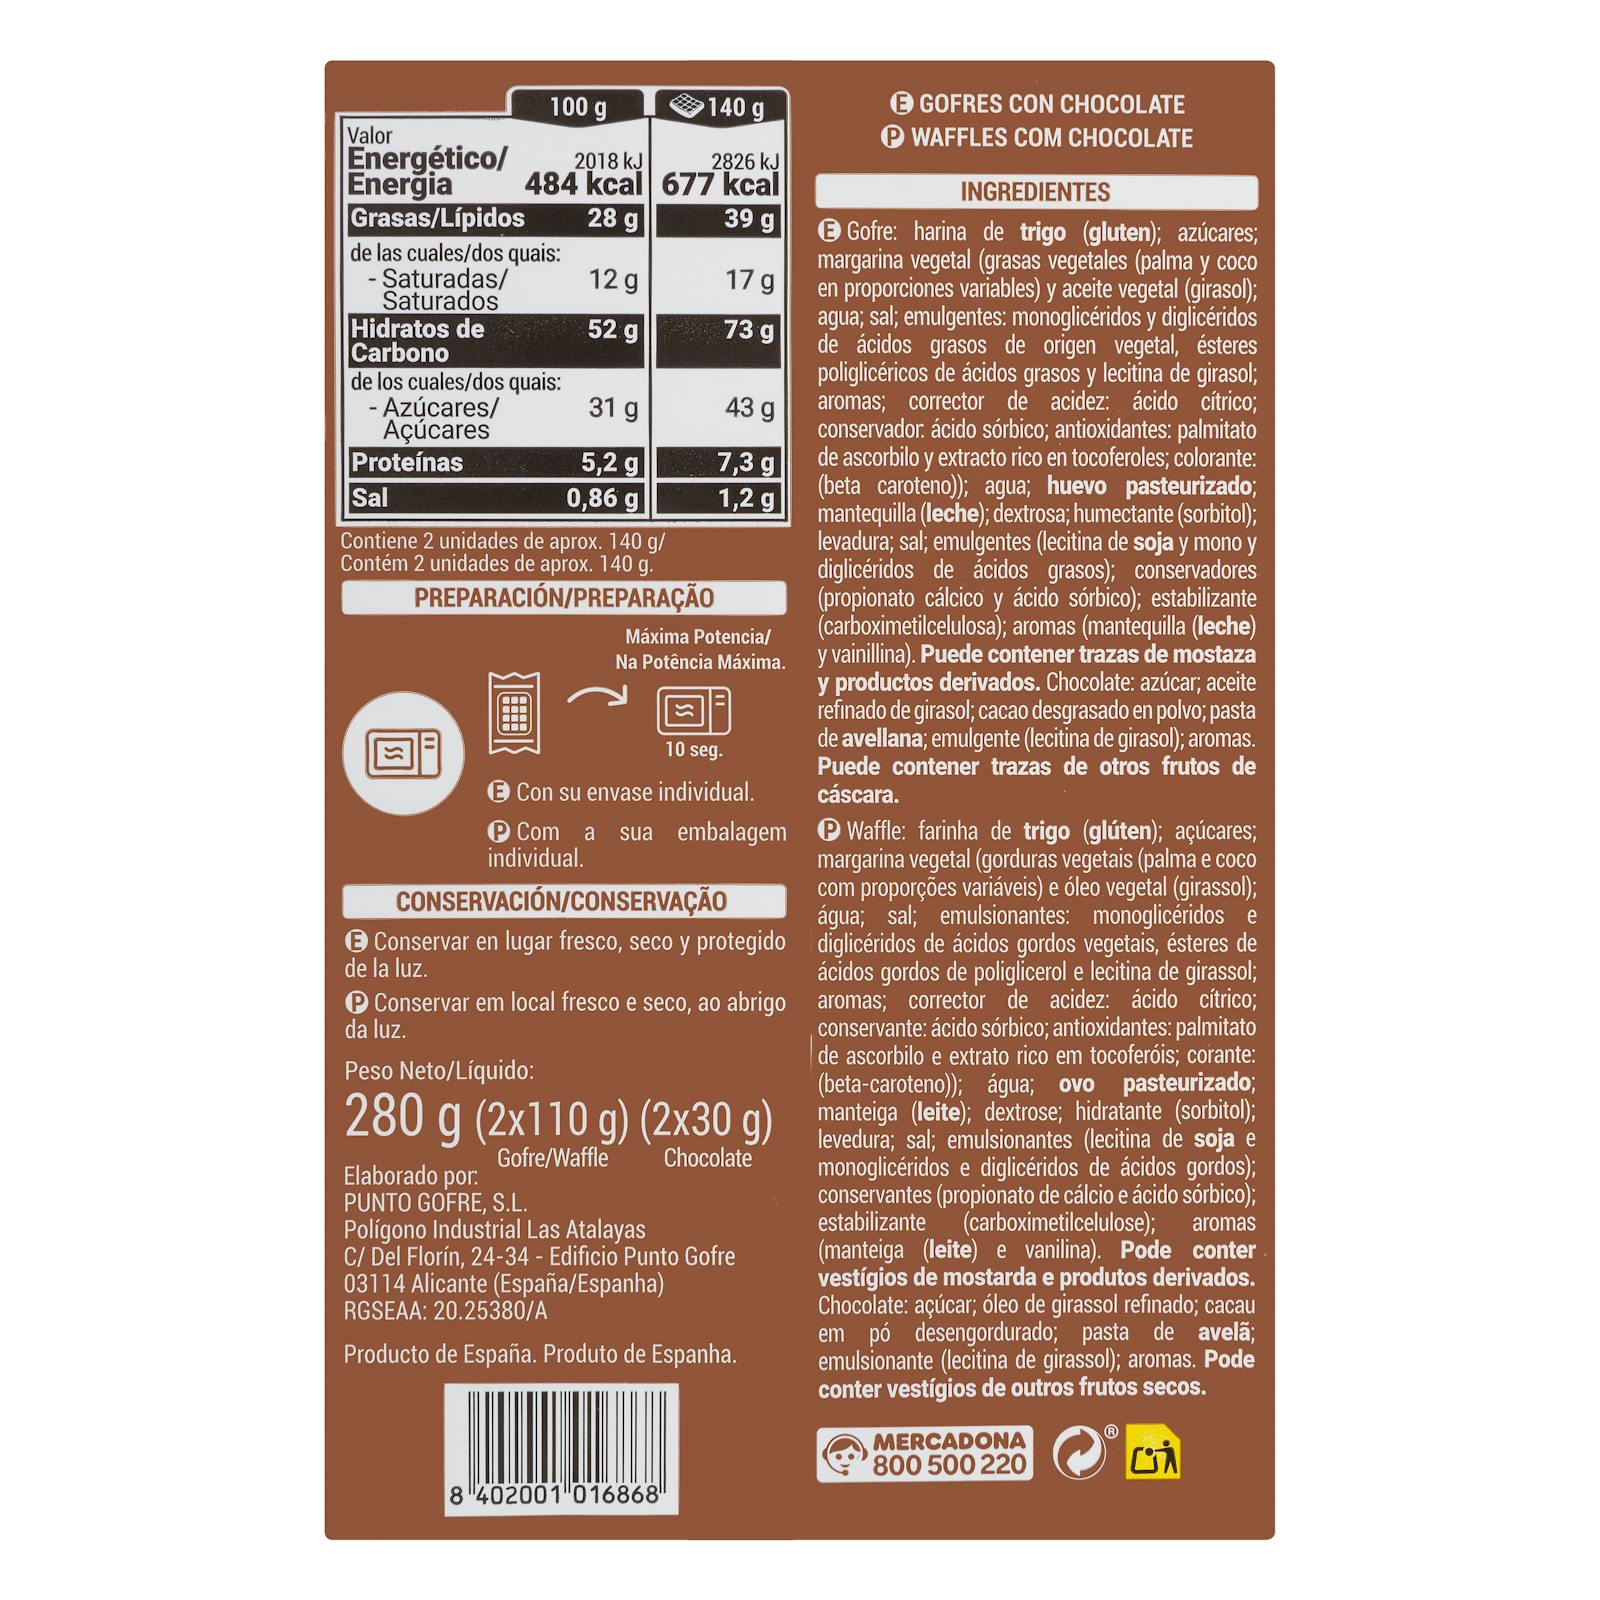 100 g
140 g
Valor
Energético/
Energia
2018 kJ
484 kcal
2826 kJ
677 kcal
Grasas/Lípidos 28 g 39 g
de las cuales/dos quais:
- Saturadas/ 12 g 17 g
Saturados
Hidratos de 52 g 73 g
Carbono
de los cuales/dos quais:
- Azúcares/ 31 g 43 g
Açúcares
Proteínas 5,2 g 7,3 g
Sal 0,86 g 1,2 g
Contiene 2 unidades de aprox. 140 g/
Contém 2 unidades de aprox. 140 g.
PREPARACIÓN/PREPARAÇÃO
Máxima Potencia/
Na Potência Máxima.
10 seg.
E Con su envase individual.
P Com a sua embalagem
individual.
CONSERVACIÓN/CONSERVAÇÃO
E Conservar en lugar fresco, seco y protegido
de la luz.
P Conservar em local fresco e seco, ao abrigo
da luz.
Peso Neto/Líquido:
280 g (2x110 g) (2x30 g)
Gofre/Waffle Chocolate
Elaborado por:
PUNTO GOFRE, S.L.
Polígono Industrial Las Atalayas
C/ Del Florín, 24-34 - Edificio Punto Gofre
03114 Alicante (España/Espanha)
RGSEAA: 20.25380/A
Producto de España. Produto de Espanha.
8 402001 016868
E GOFRES CON CHOCOLATE
P WAFFLES COM CHOCOLATE
INGREDIENTES
E Gofre: harina de trigo (gluten); azúcares;
margarina vegetal (grasas vegetales (palma y coco
en proporciones variables) y aceite vegetal (girasol);
agua; sal; emulgentes: monoglicéridos y diglicéridos
de ácidos grasos de origen vegetal, ésteres
poliglicéricos de ácidos grasos y lecitina de girasol;
aromas; corrector de acidez: ácido cítrico;
conservador: ácido sórbico; antioxidantes: palmitato
de ascorbilo y extracto rico en tocoferoles; colorante:
(beta caroteno)); agua; huevo pasteurizado;
mantequilla (leche); dextrosa; humectante (sorbitol);
levadura; sal; emulgentes (lecitina de soja y mono y
diglicéridos de ácidos grasos); conservadores
(propionato cálcico y ácido sórbico); estabilizante
(carboximetilcelulosa); aromas (mantequilla (leche)
y vainillina). Puede contener trazas de mostaza
y productos derivados. Chocolate: azúcar; aceite
refinado de girasol; cacao desgrasado en polvo; pasta
de avellana; emulgente (lecitina de girasol); aromas.
Puede contener trazas de otros frutos de
cáscara.
P Waffle: farinha de trigo (glúten); açúcares;
margarina vegetal (gorduras vegetais (palma e coco
com proporções variáveis) e óleo vegetal (girassol);
água; sal; emulsionantes: monoglicéridos e
diglicéridos de ácidos gordos vegetais, ésteres de
ácidos gordos de poliglicerol e lecitina de girassol;
aromas; corrector de acidez: ácido cítrico;
conservante: ácido sórbico; antioxidantes: palmitato
de ascorbilo e extrato rico em tocoferóis; corante:
(beta-caroteno)); água; ovo pasteurizado;
manteiga (leite); dextrose; hidratante (sorbitol);
levedura; sal; emulsionantes (lecitina de soja e
monoglicéridos e diglicéridos de ácidos gordos);
conservantes (propionato de cálcio e ácido sórbico);
estabilizante (carboximetilcelulose); aromas
(manteiga (leite) e vanilina). Pode conter
vestígios de mostarda e produtos derivados.
Chocolate: açúcar; óleo de girassol refinado; cacau
em pó desengordurado; pasta de avelã;
emulsionante (lecitina de girassol); aromas. Pode
conter vestígios de outros frutos secos.
MERCADONA
800 500 220
®